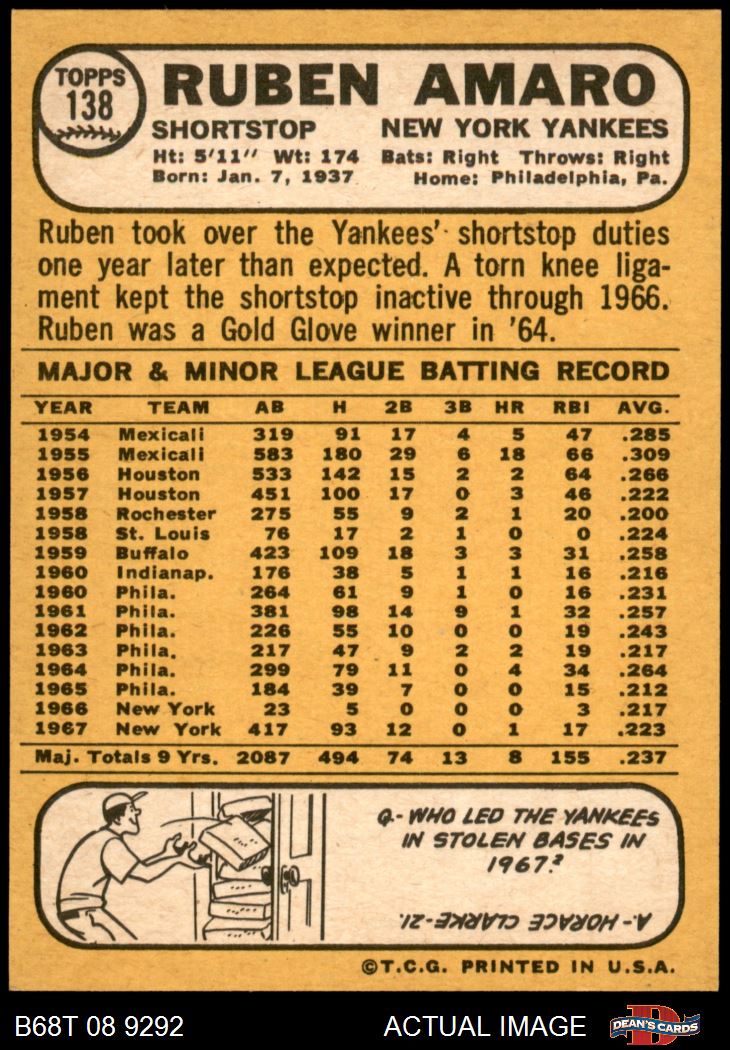 TOPPS
138
RUBEN AMARO
SHORTSTOP NEW YORK YANKEES
Ht: 5'11" Wt: 174 Bats: Right Throws: Right
Born: Jan. 7, 1937 Home: Philadelphia, Pa.
Ruben took over the Yankees' shortstop duties
one year later than expected. A torn knee liga-
ment kept the shortstop inactive through 1966.
Ruben was a Gold Glove winner in '64.
MAJOR & MINOR LEAGUE BATTING RECORD
YEAR TEAM AB H 2B 3B HR RBI AVG.
1954 Mexicali 319 91 17 4 5 47 .285
1955 Mexicali 583 180 29 6 18 66 .309
1956 Houston 533 142 15 2 2 64 .266
1957 Houston 451 100 17 0 3 46 .222
1958 Rochester 275 55 9 2 1 20 .200
1958 St. Louis 76 17 2 1 0 0 .224
1959 Buffalo 423 109 18 3 3 31 .258
1960 Indianap. 176 38 5 1 1 16 .216
1960 Phila. 264 61 9 1 0 16 .231
1961 Phila. 381 98 14 9 1 32 .257
1962 Phila. 226 55 10 0 0 19 .243
1963 Phila. 217 47 9 2 2 19 .217
1964 Phila. 299 79 11 0 4 34 .264
1965 Phila. 184 39 7 0 0 15 .212
1966 New York 23 5 0 0 0 3 .217
1967 New York 417 93 12 0 1 17 .223
Maj. Totals 9 Yrs. 2087 494 74 13 8 155 .237
Q- WHO LED THE YANKEES
IN STOLEN BASES IN
1967?
A- HORACE CLARKE-21.
©T.C.G. PRINTED IN U.S.A.
B68T 08 9292 ACTUAL IMAGE D DEAN'S CARDS